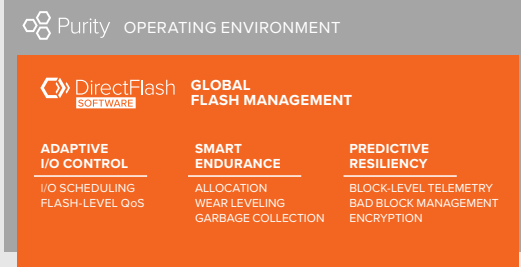 Purity OPERATING ENVIRONMENT
DirectFlash
SOFTWARE
GLOBAL
FLASH MANAGEMENT
ADAPTIVE
I/O CONTROL
I/O SCHEDULING
FLASH-LEVEL QoS
SMART
ENDURANCE
ALLOCATION
WEAR LEVELING
GARBAGE COLLECTION
PREDICTIVE
RESILIENCY
BLOCK-LEVEL TELEMETRY
BAD BLOCK MANAGEMENT
ENCRYPTION